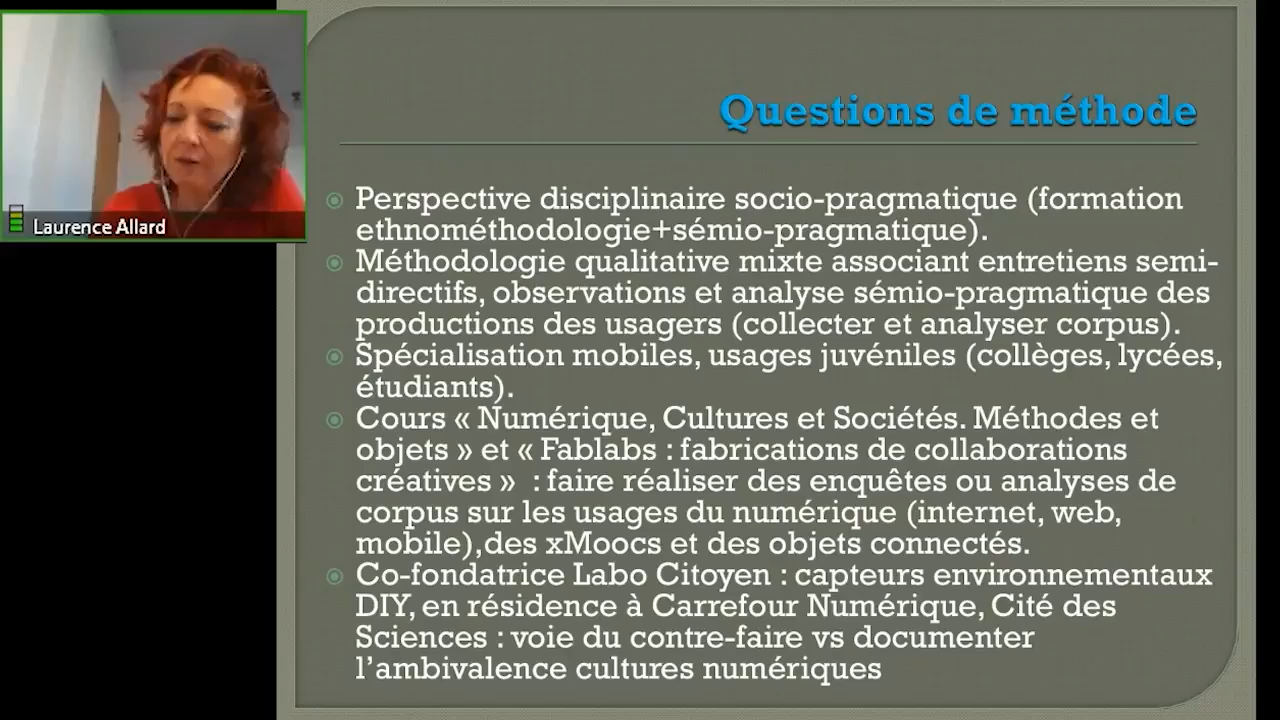 Laurence Allard
Questions de méthode
Perspective disciplinaire socio-pragmatique (formation
ethnométhodologie+sémio-pragmatique).
Méthodologie qualitative mixte associant entretiens semi-
directifs, observations et analyse sémio-pragmatique des
productions des usagers (collecter et analyser corpus).
Spécialisation mobiles, usages juvéniles (collèges, lycées,
étudiants).
Cours « Numérique, Cultures et Sociétés. Méthodes et
objets » et « Fablabs : fabrications de collaborations
créatives »  : faire réaliser des enquêtes ou analyses de
corpus sur les usages du numérique (internet, web,
mobile),des xMoocs et des objets connectés.
Co-fondatrice Labo Citoyen : capteurs environnementaux
DIY, en résidence à Carrefour Numérique, Cité des
Sciences : voie du contre-faire vs documenter
l'ambivalence cultures numériques